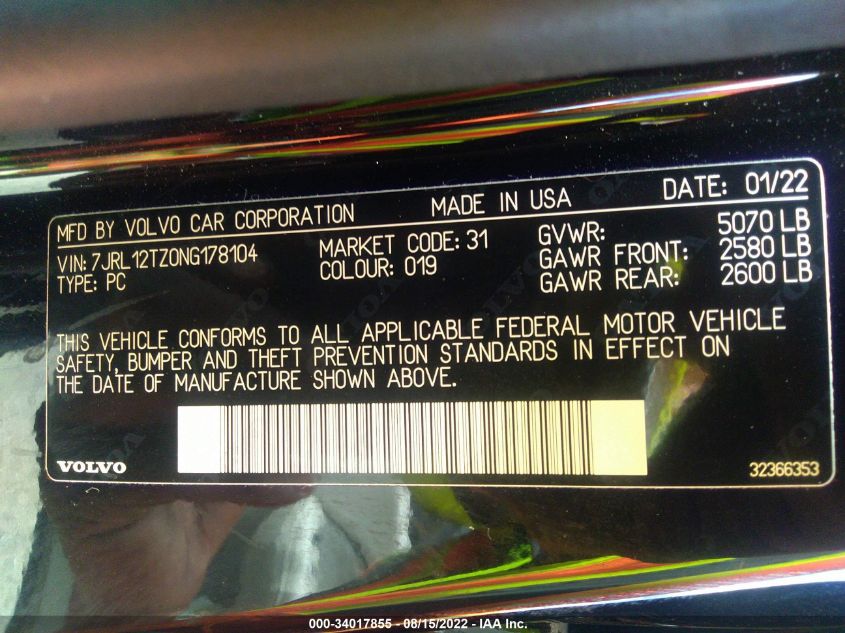 MFD BY VOLVO CAR CORPORATION MADE IN USA DATE: 01/22
VIN: 7JRL12TZ0NG178104 MARKET CODE: 31 GVWR: 5070 LB
TYPE: PC COLOUR: 019 GAWR FRONT: 2580 LB
GAWR REAR: 2600 LB
THIS VEHICLE CONFORMS TO ALL APPLICABLE FEDERAL MOTOR VEHICLE
SAFETY, BUMPER AND THEFT PREVENTION STANDARDS IN EFFECT ON
THE DATE OF MANUFACTURE SHOWN ABOVE.
VOLVO 32366353
000-34017855 - 08/15/2022 - IAA Inc.